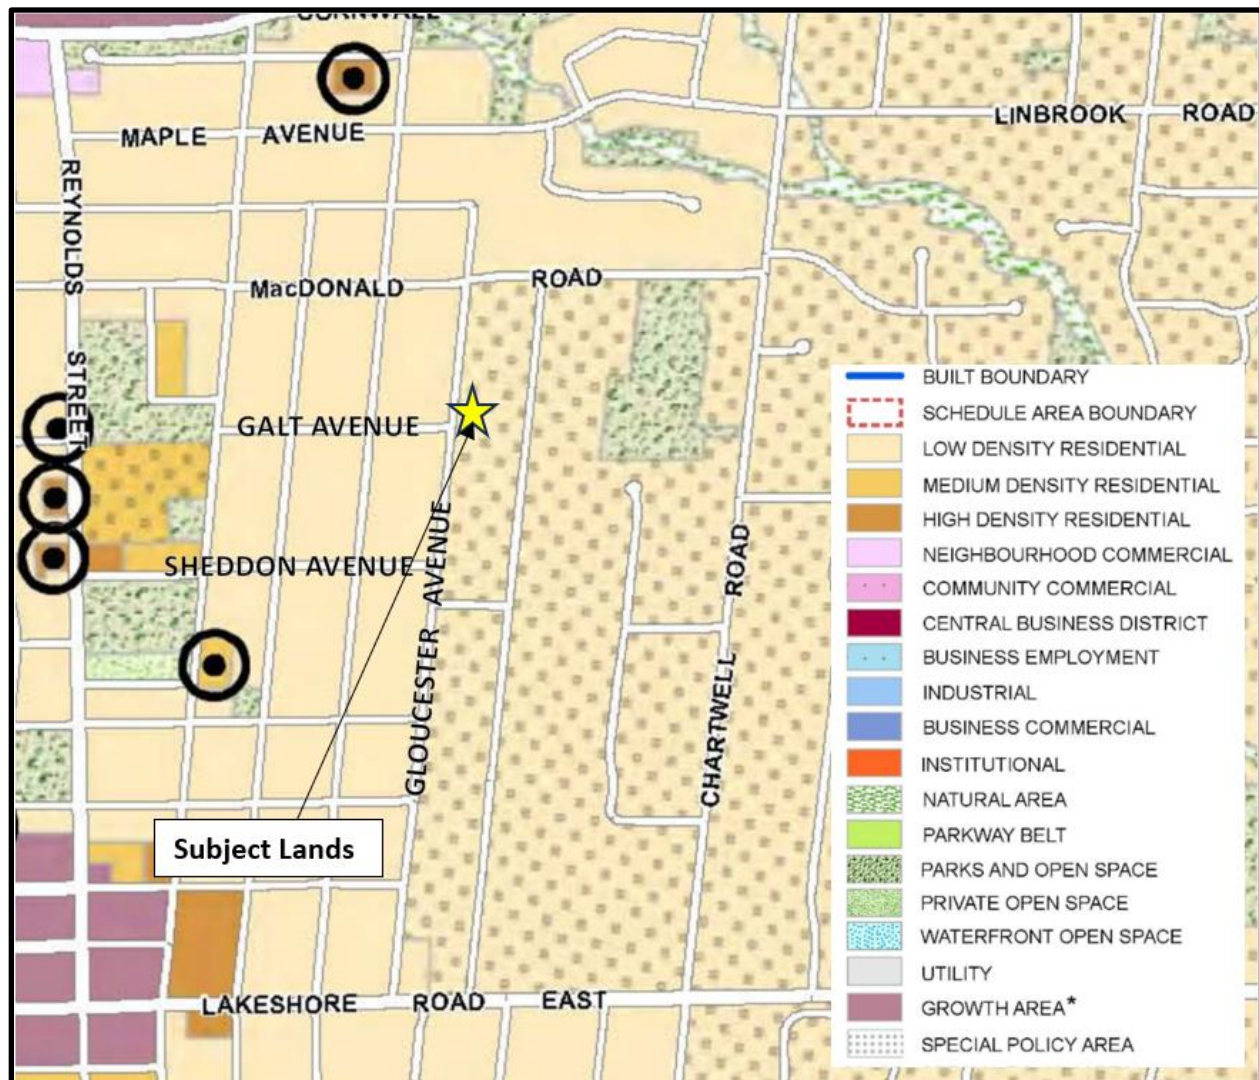 CORNWALL
MAPLE AVENUE
LINBROOK ROAD
REYNOLDS STREET
MacDONALD ROAD
GALT AVENUE
SHEDDON AVENUE
GLOUCESTER AVENUE
CHARTWELL ROAD
Subject Lands
LAKESHORE ROAD EAST
BUILT BOUNDARY
SCHEDULE AREA BOUNDARY
LOW DENSITY RESIDENTIAL
MEDIUM DENSITY RESIDENTIAL
HIGH DENSITY RESIDENTIAL
NEIGHBOURHOOD COMMERCIAL
COMMUNITY COMMERCIAL
CENTRAL BUSINESS DISTRICT
BUSINESS EMPLOYMENT
INDUSTRIAL
BUSINESS COMMERCIAL
INSTITUTIONAL
NATURAL AREA
PARKWAY BELT
PARKS AND OPEN SPACE
PRIVATE OPEN SPACE
WATERFRONT OPEN SPACE
UTILITY
GROWTH AREA*
SPECIAL POLICY AREA